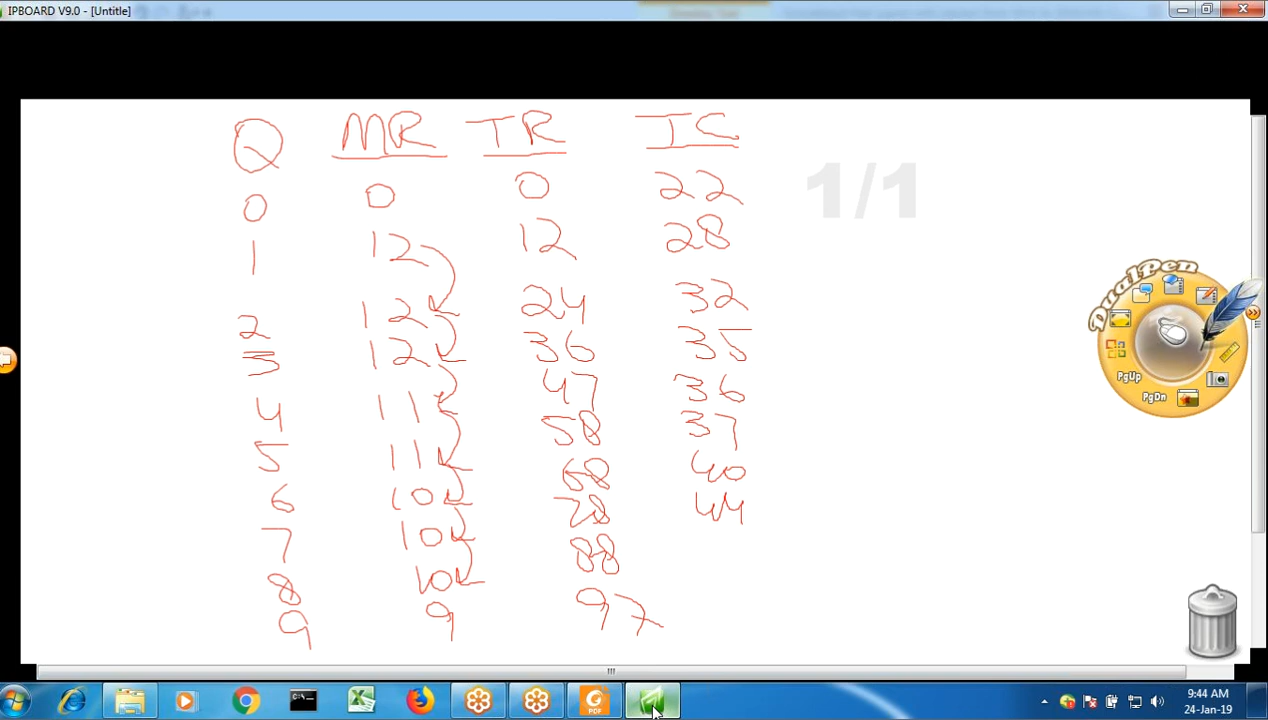 IPBOARD V9.0 - [Untitle]
Q MR TR TC
0 0 0 22
1 12 12 28
2 12 24 32
3 12 36 35
4 11 47 36
5 11 58 37
6 10 68 40
7 10 78 44
8 10 88
9 9 97
1/1
DualPen
PgUp
PgDn
PDF
9:44 AM
24-Jan-19